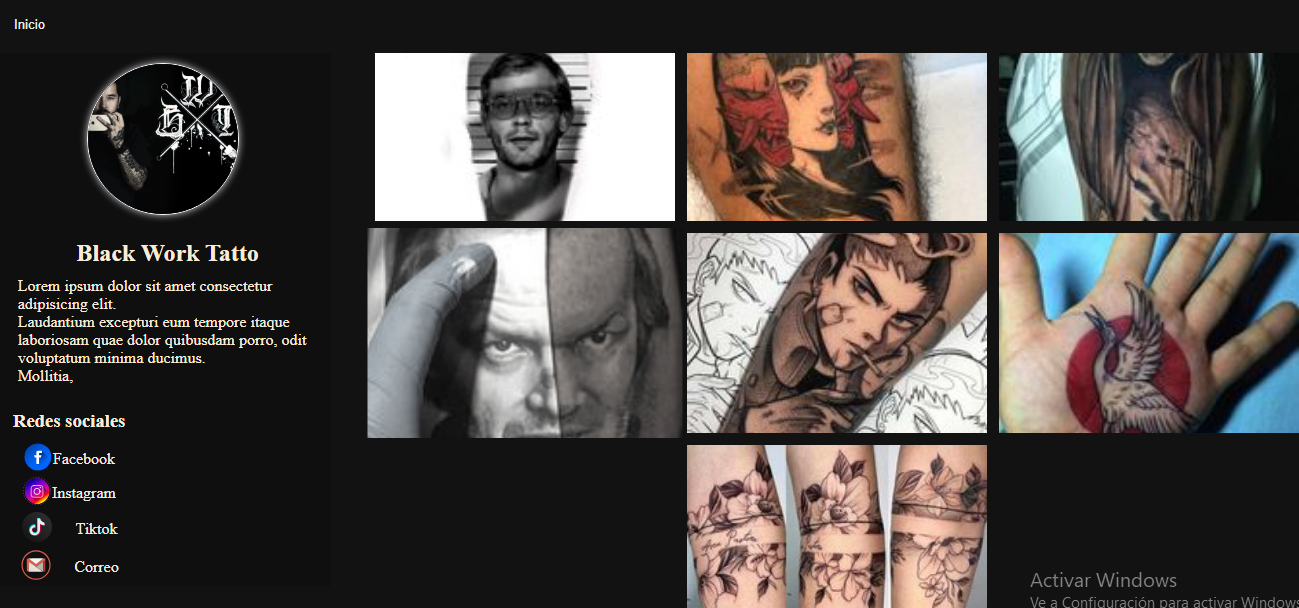 Inicio
B W T
Black Work Tatto
Lorem ipsum dolor sit amet consectetur
adipisicing elit.
Laudantium excepturi eum tempore itaque
laboriosam quae dolor quibusdam porro, odit
voluptatum minima ducimus.
Mollitia,
Redes sociales
Facebook
Instagram
Tiktok
Correo
Activar Windows
Ve a Configuración para activar Windows